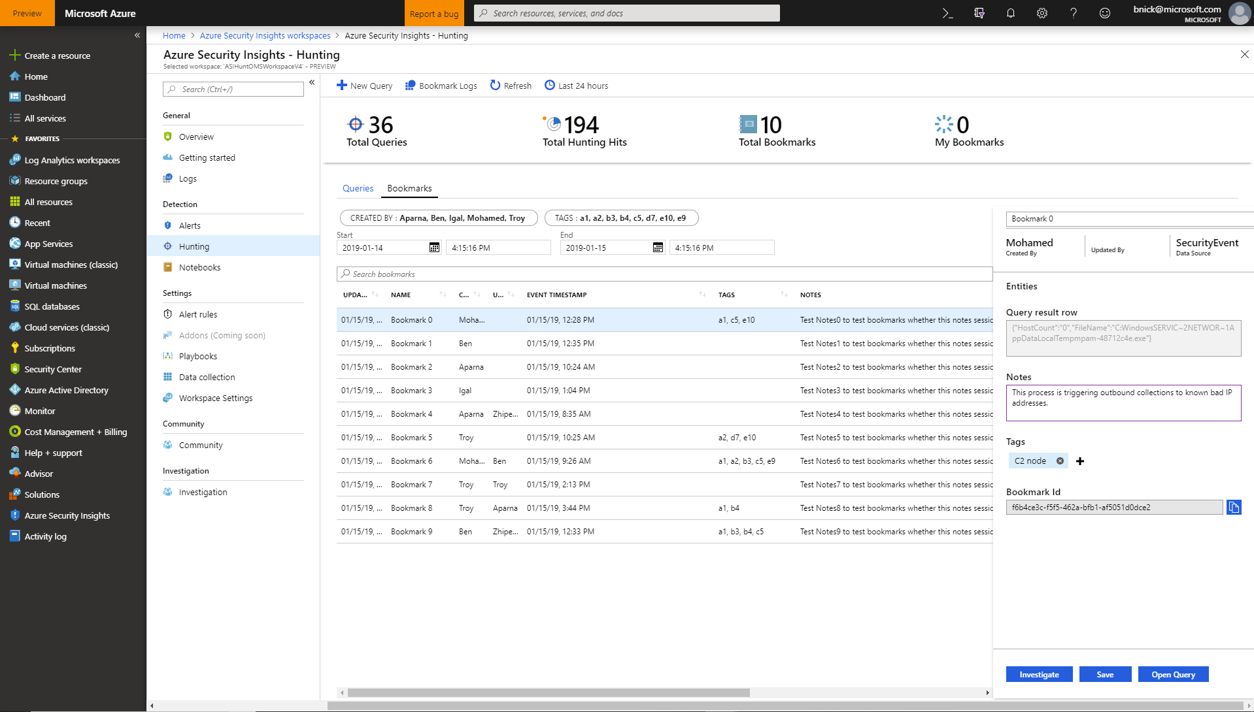 Preview
Microsoft Azure
Report a bug
Search resources, services, and docs
bnick@microsoft.com
MICROSOFT
Create a resource
Home
Dashboard
All services
FAVORITES
Log Analytics workspaces
Resource groups
All resources
Recent
App Services
Virtual machines (classic)
Virtual machines
SQL databases
Cloud services (classic)
Subscriptions
Security Center
Azure Active Directory
Monitor
Cost Management + Billing
Help + support
Advisor
Solutions
Azure Security Insights
Activity log
Home > Azure Security Insights workspaces > Azure Security Insights - Hunting
Azure Security Insights - Hunting
Selected workspace: 'ASIHuntOMSWorkspaceV4' - PREVIEW
Search (Ctrl+/)
General
Overview
Getting started
Logs
Detection
Alerts
Hunting
Notebooks
Settings
Alert rules
Addons (Coming soon)
Playbooks
Data collection
Workspace Settings
Community
Community
Investigation
Investigation
New Query Bookmark Logs Refresh Last 24 hours
36 Total Queries
194 Total Hunting Hits
10 Total Bookmarks
0 My Bookmarks
Queries Bookmarks
CREATED BY : Aparna, Ben, Igal, Mohamed, Troy TAGS : a1, a2, b3, b4, c5, d7, e10, e9
Start End
2019-01-14 4:15:16 PM 2019-01-15 4:15:16 PM
Search bookmarks
UPDA... NAME C... U... EVENT TIMESTAMP TAGS NOTES
01/15/19, ... Bookmark 0 Moha... 01/15/19, 12:28 PM a1, c5, e10 Test Notes0 to test bookmarks whether this notes sessic
01/15/19, ... Bookmark 1 Ben 01/15/19, 12:35 PM Test Notes1 to test bookmarks whether this notes sessic
01/15/19, ... Bookmark 2 Aparna 01/15/19, 10:24 AM Test Notes2 to test bookmarks whether this notes sessic
01/15/19, ... Bookmark 3 Igal 01/15/19, 1:04 PM Test Notes3 to test bookmarks whether this notes sessic
01/15/19, ... Bookmark 4 Aparna Zhipe... 01/15/19, 8:35 AM Test Notes4 to test bookmarks whether this notes sessic
01/15/19, ... Bookmark 5 Troy 01/15/19, 10:25 AM a2, d7, e10 Test Notes5 to test bookmarks whether this notes sessic
01/15/19, ... Bookmark 6 Moha... Ben 01/15/19, 9:26 AM a1, a2, b3, c5, e9 Test Notes6 to test bookmarks whether this notes sessic
01/15/19, ... Bookmark 7 Troy Troy 01/15/19, 2:13 PM Test Notes7 to test bookmarks whether this notes sessic
01/15/19, ... Bookmark 8 Troy Aparna 01/15/19, 3:44 PM a1, b4 Test Notes8 to test bookmarks whether this notes sessic
01/15/19, ... Bookmark 9 Ben Zhipe... 01/15/19, 12:33 PM a1, b3, b4, c5 Test Notes9 to test bookmarks whether this notes sessic
Bookmark 0
Mohamed SecurityEvent
Created By Updated By Data Source
Entities
Query result row
{"HostCount":"0","FileName":"C:WindowsSERVIC~2NETWOR~1A
ppDataLocalTempmpam-48712c4e.exe"}
Notes
This process is triggering outbound collections to known bad IP
addresses.
Tags
C2 node
Bookmark Id
f6b4ce3c-f5f5-462a-bfb1-af5051d0dce2
Investigate Save Open Query